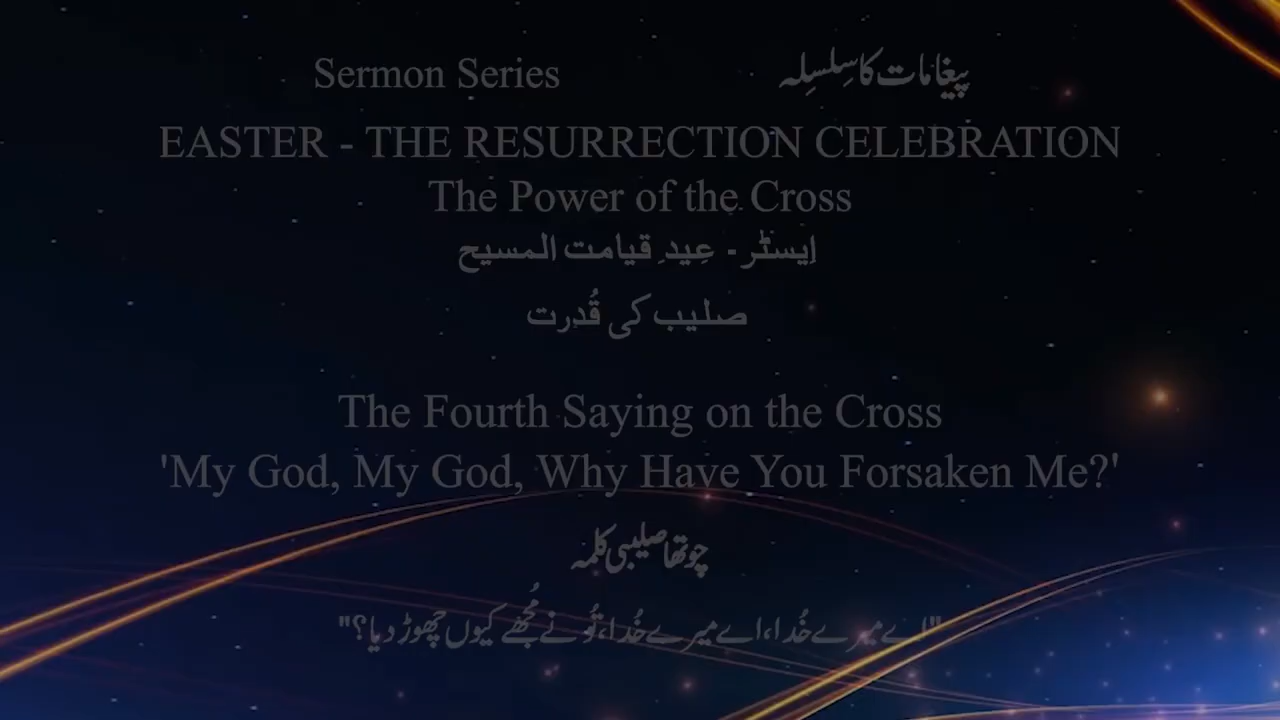 Sermon Series
پیغامات کا سِلسِلہ
EASTER - THE RESURRECTION CELEBRATION
The Power of the Cross
اِیسٹر - عِیدِ قیامت المسیح
صلیب کی قُدرت
The Fourth Saying on the Cross
'My God, My God, Why Have You Forsaken Me?'
چوتھا صلیبی کلمہ
"اے میرے خُدا، اے میرے خُدا، تُو نے مُجھے کیوں چھوڑ دیا؟"